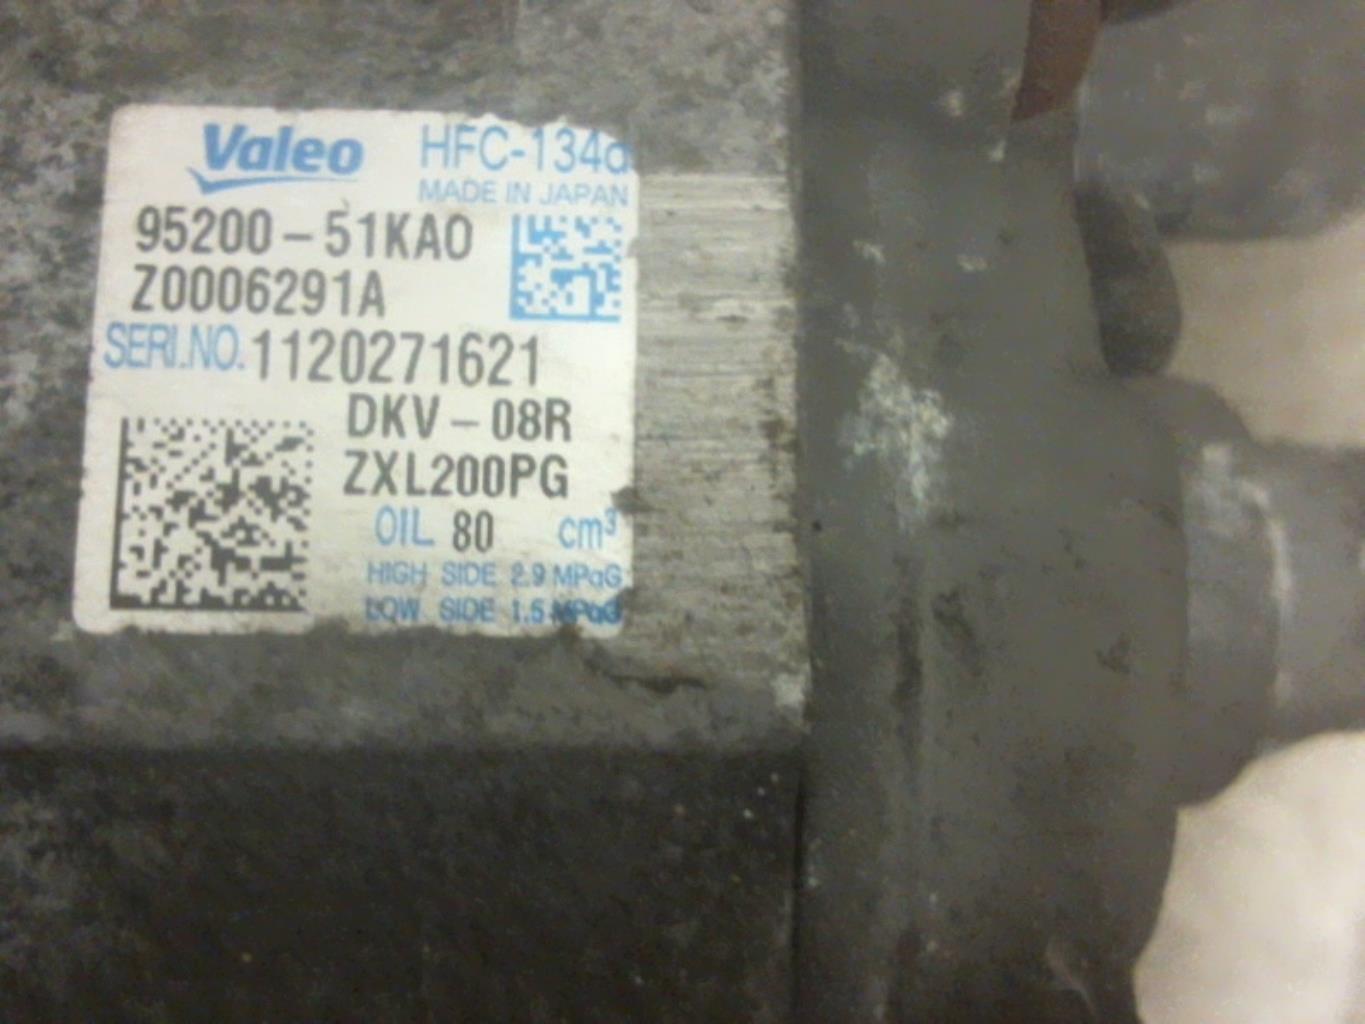 Valeo HFC-134a
MADE IN JAPAN
95200-51KA0
Z0006291A
SERI.NO. 1120271621
DKV-08R
ZXL200PG
OIL 80 cm³
HIGH SIDE 2.9 MPaG
LOW SIDE 1.5 MPaG